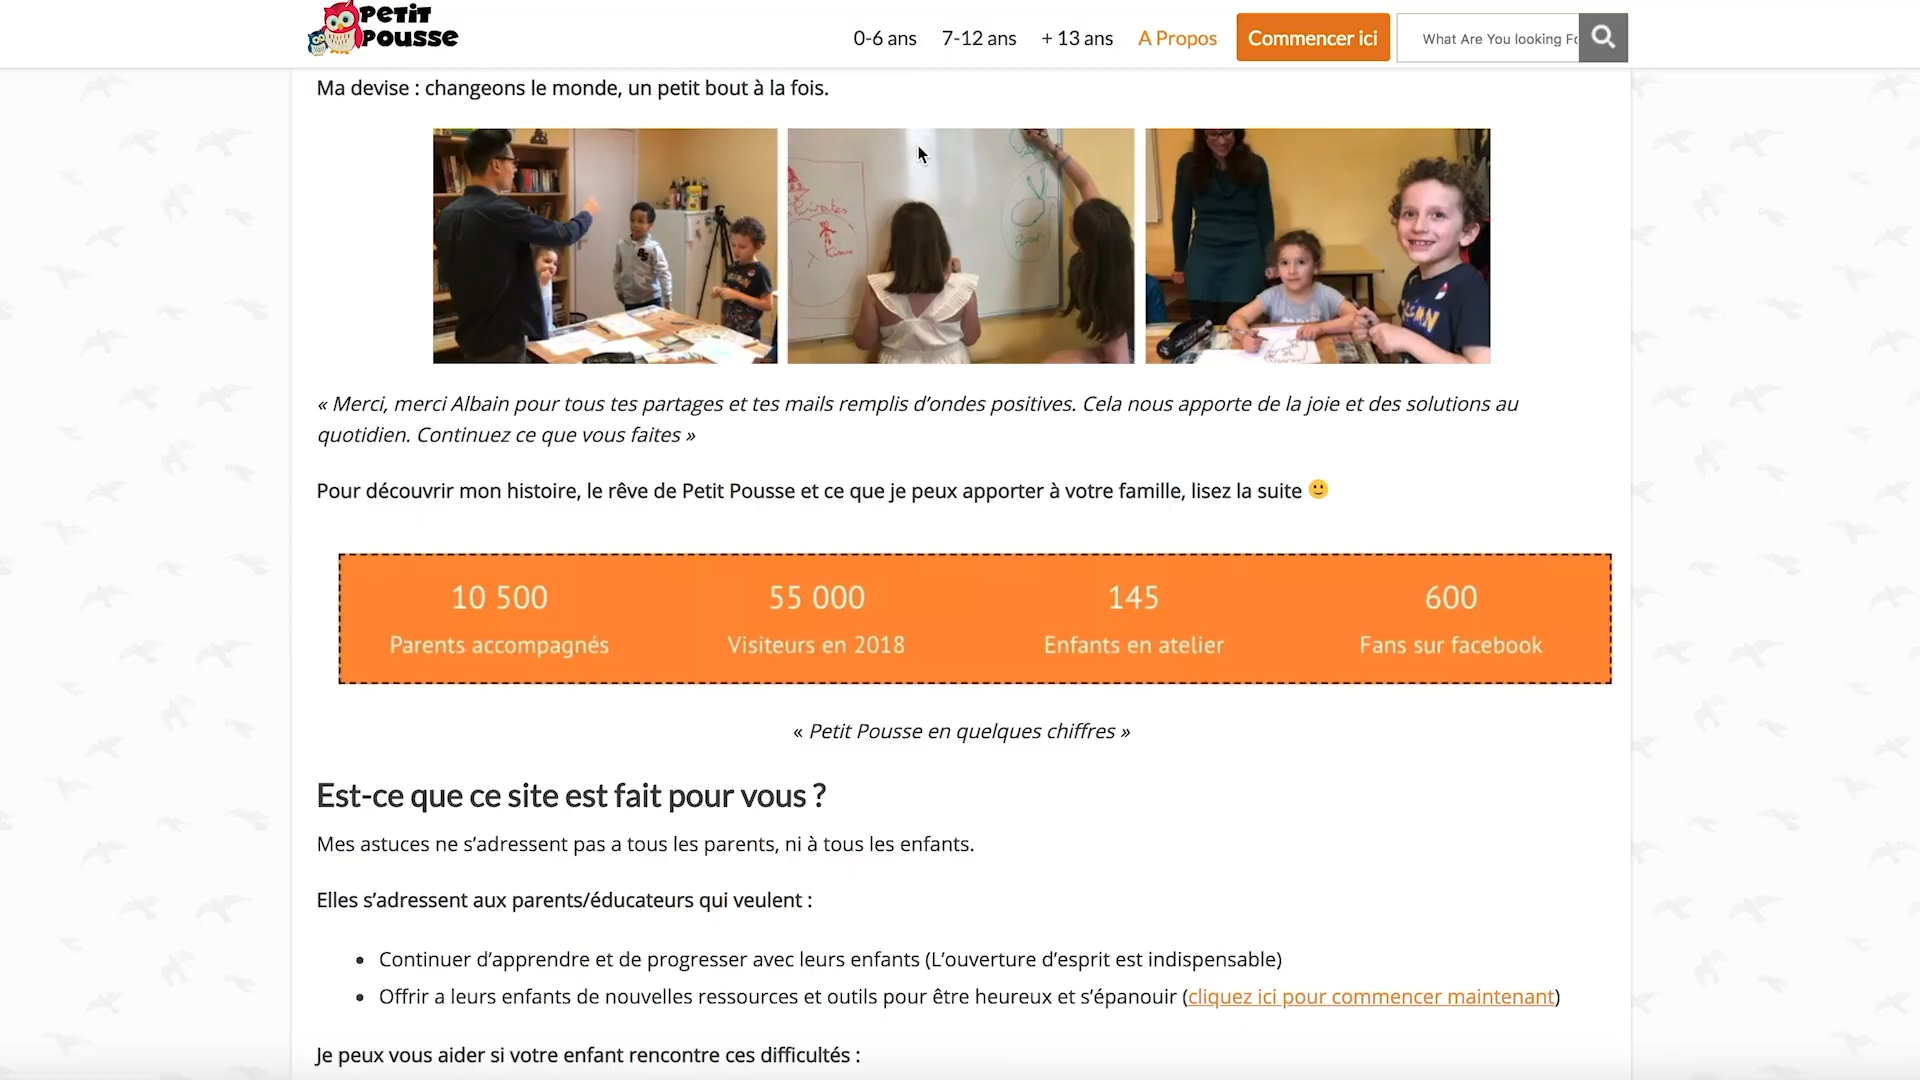 Petit
Pousse
0-6 ans
7-12 ans
+ 13 ans
A Propos
Commencer ici
What Are You looking Fo
Ma devise : changeons le monde, un petit bout à la fois.
« Merci, merci Albain pour tous tes partages et tes mails remplis d’ondes positives. Cela nous apporte de la joie et des solutions au
quotidien. Continuez ce que vous faites »
Pour découvrir mon histoire, le rêve de Petit Pousse et ce que je peux apporter à votre famille, lisez la suite
10 500
55 000
145
600
Parents accompagnés
Visiteurs en 2018
Enfants en atelier
Fans sur facebook
« Petit Pousse en quelques chiffres »
Est-ce que ce site est fait pour vous ?
Mes astuces ne s’adressent pas a tous les parents, ni à tous les enfants.
Elles s’adressent aux parents/éducateurs qui veulent :
• Continuer d’apprendre et de progresser avec leurs enfants (L’ouverture d’esprit est indispensable)
• Offrir a leurs enfants de nouvelles ressources et outils pour être heureux et s’épanouir (cliquez ici pour commencer maintenant)
Je peux vous aider si votre enfant rencontre ces difficultés :